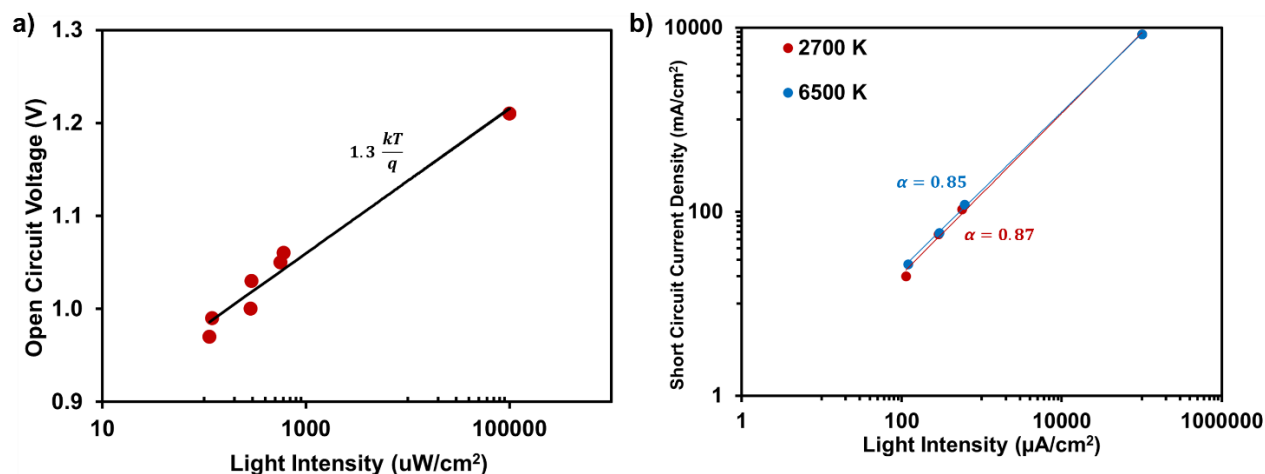 a)
Open Circuit Voltage (V)
1.3
1.2
1.1
1.0
0.9
1.3 kT/q
10
1000
100000
Light Intensity (uW/cm²)
b)
Short Circuit Current Density (mA/cm²)
10000
100
1
2700 K
6500 K
α = 0.85
α = 0.87
1
100
10000
1000000
Light Intensity (µA/cm²)